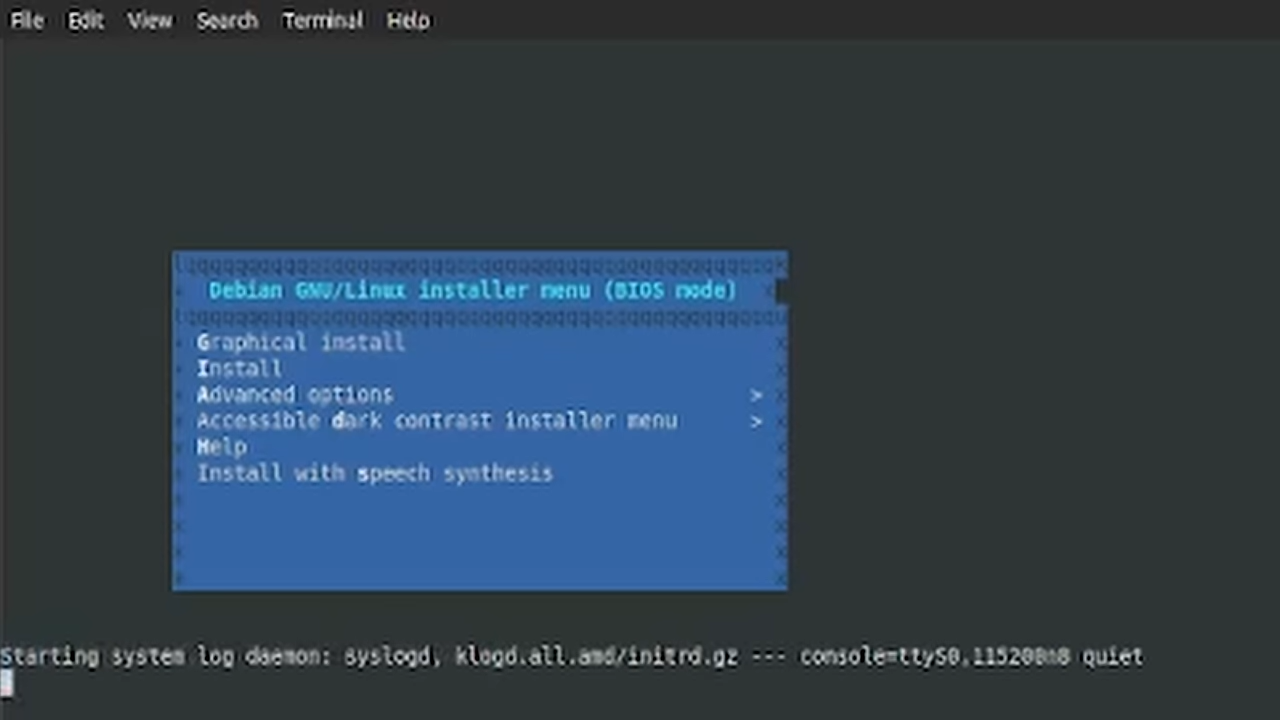 File Edit View Search Terminal Help
Debian GNU/Linux installer menu (BIOS mode)
Graphical install
Install
Advanced options >
Accessible dark contrast installer menu >
Help
Install with speech synthesis
Starting system log daemon: syslogd, klogd.all.amd/initrd.gz --- console=ttyS0,115200n8 quiet